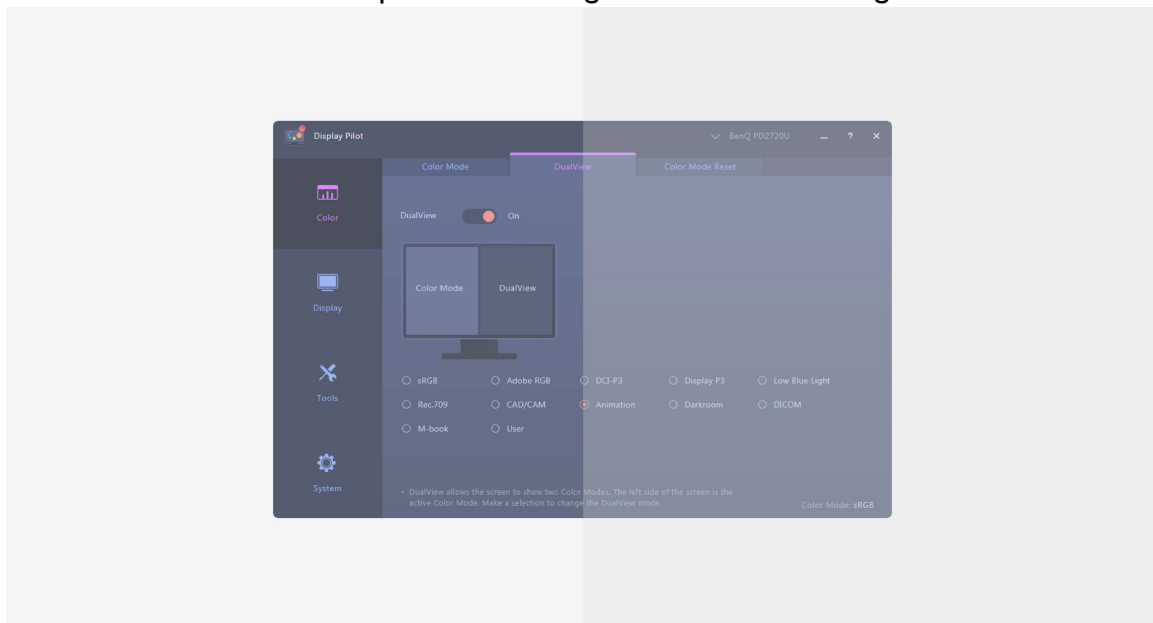 Display Pilot
BenQ PD2720U
?
Color Mode DualView Color Mode Reset
Color
DualView On
Color Mode DualView
Display
Tools
sRGB Adobe RGB DCI-P3 Display P3 Low Blue Light
Rec.709 CAD/CAM Animation Darkroom DICOM
M-book User
System
• DualView allows the screen to show two Color Modes. The left side of the screen is the
active Color Mode. Make a selection to change the DualView mode.
Color Mode: sRGB